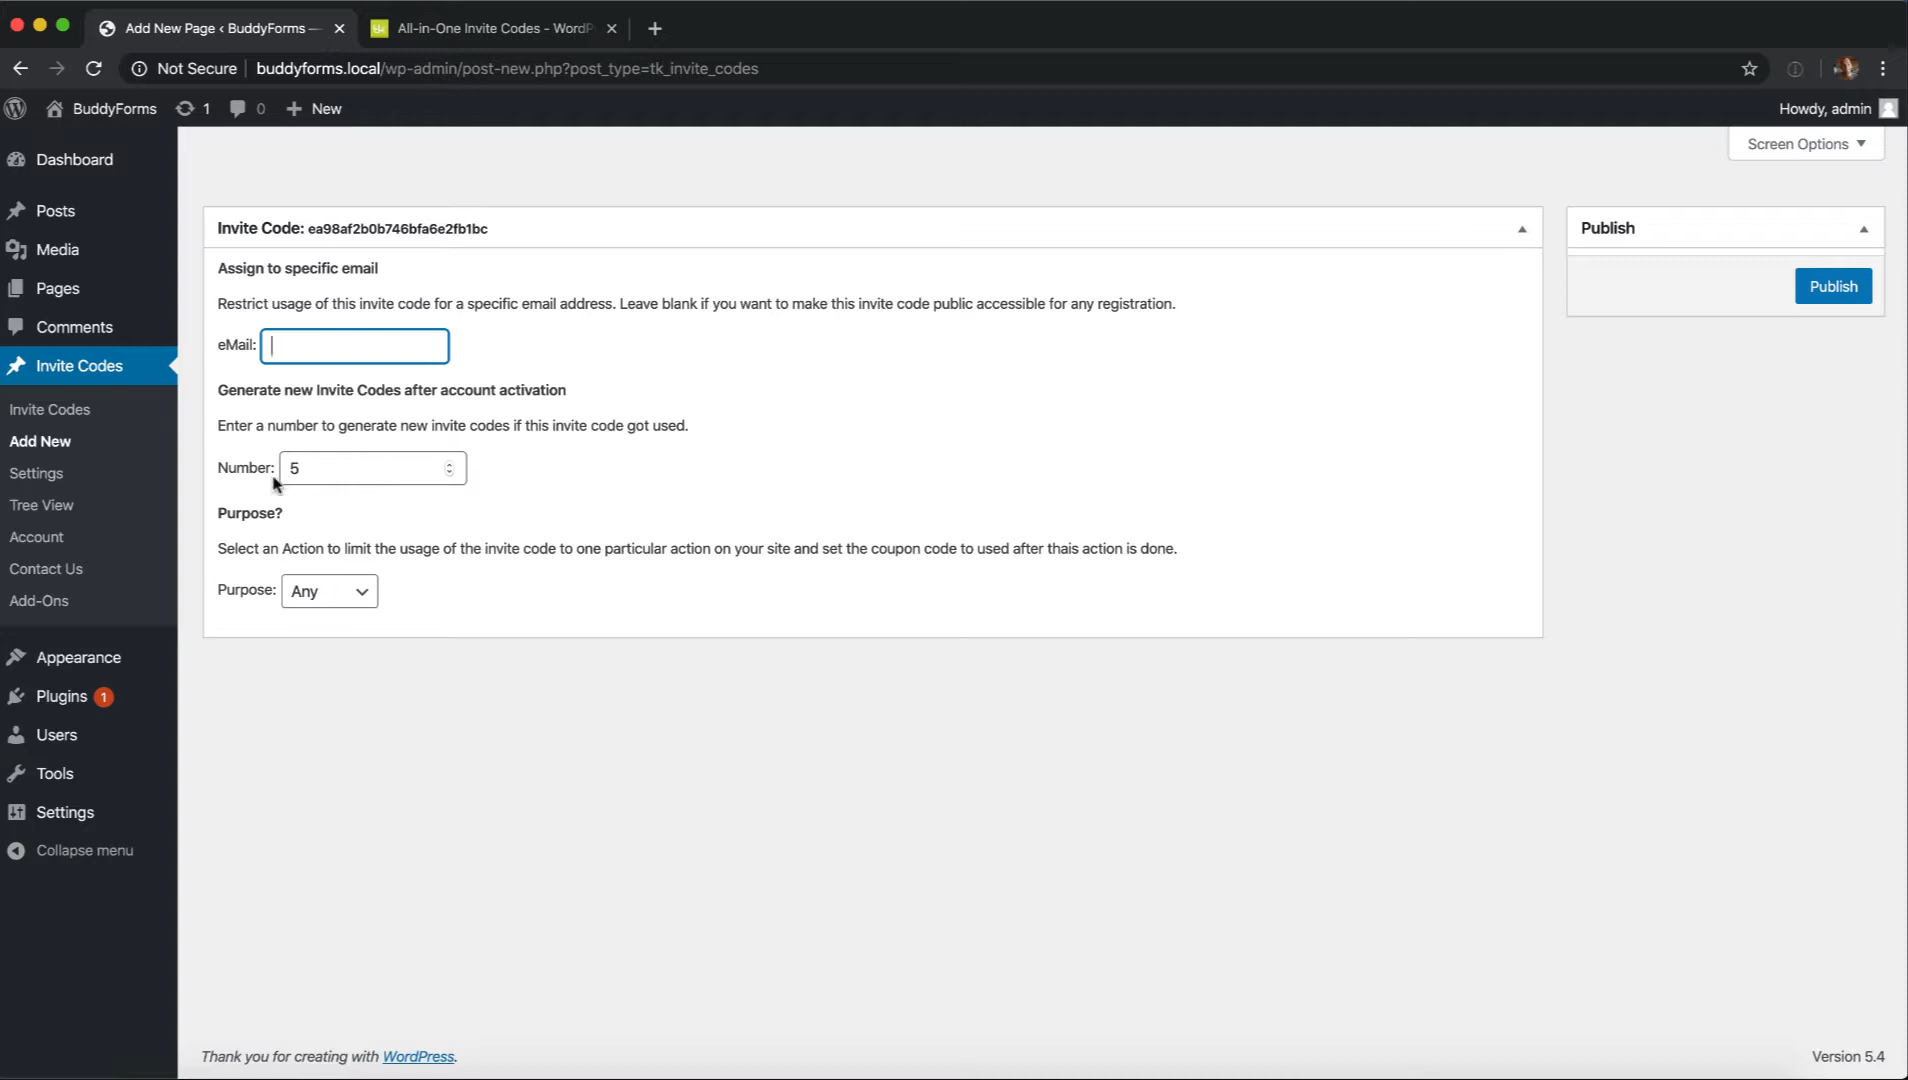 Add New Page ‹ BuddyForms —
All-in-One Invite Codes - WordP
Not Secure
buddyforms.local/wp-admin/post-new.php?post_type=tk_invite_codes
BuddyForms
1
0
New
Howdy, admin
Screen Options
Dashboard
Posts
Media
Pages
Comments
Invite Codes
Invite Codes
Add New
Settings
Tree View
Account
Contact Us
Add-Ons
Appearance
Plugins 1
Users
Tools
Settings
Collapse menu
Invite Code: ea98af2b0b746bfa6e2fb1bc
Assign to specific email
Restrict usage of this invite code for a specific email address. Leave blank if you want to make this invite code public accessible for any registration.
eMail:
Generate new Invite Codes after account activation
Enter a number to generate new invite codes if this invite code got used.
Number: 5
Purpose?
Select an Action to limit the usage of the invite code to one particular action on your site and set the coupon code to used after thais action is done.
Purpose: Any
Publish
Publish
Thank you for creating with WordPress.
Version 5.4